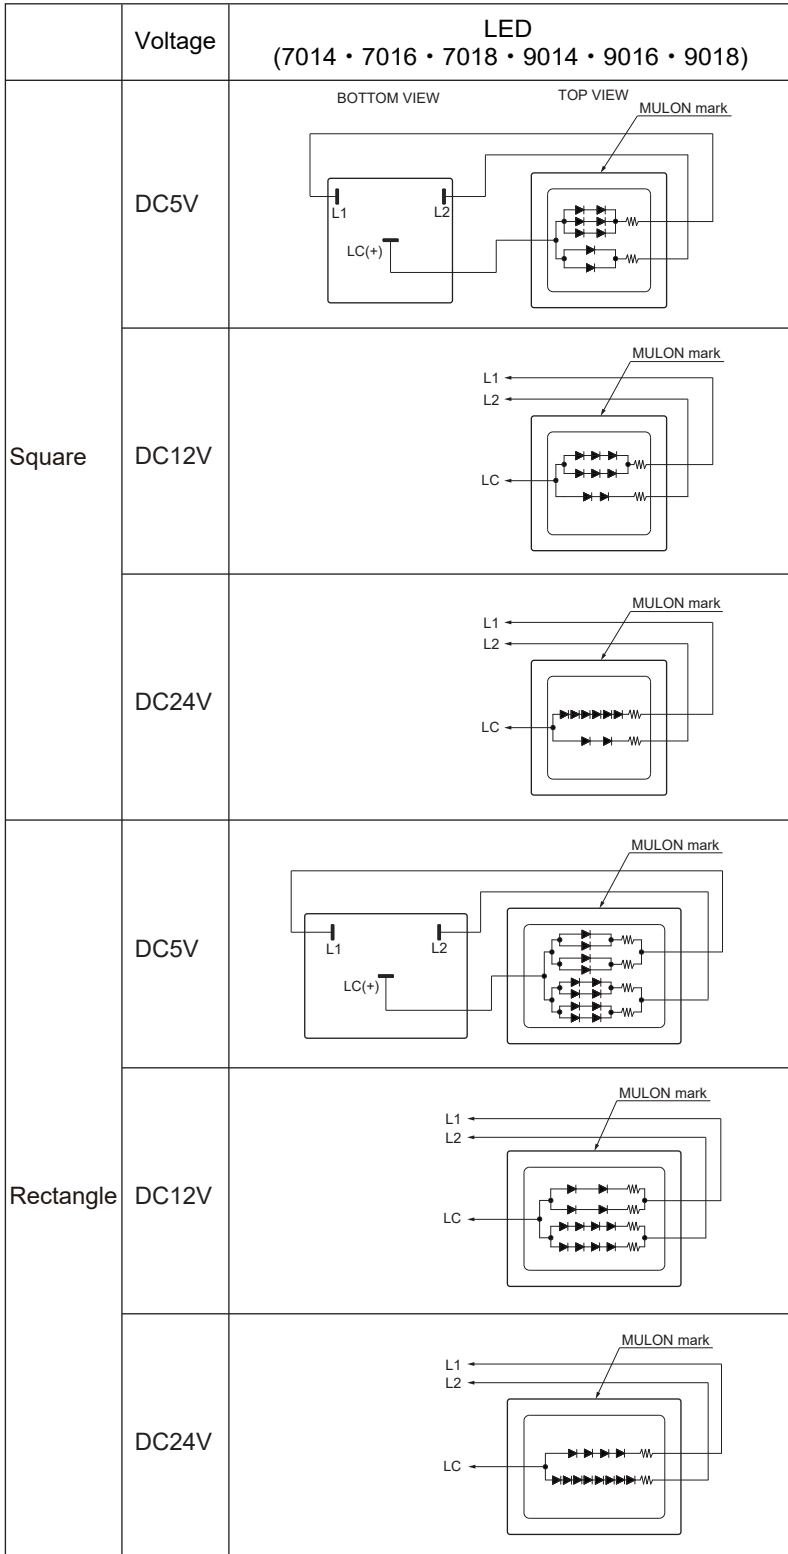 Voltage
LED
(7014・7016・7018・9014・9016・9018)
Square
DC5V
BOTTOM VIEW
TOP VIEW
MULON mark
L1
L2
LC(+)
DC12V
MULON mark
L1
L2
LC
DC24V
MULON mark
L1
L2
LC
Rectangle
DC5V
MULON mark
L1
L2
LC(+)
DC12V
MULON mark
L1
L2
LC
DC24V
MULON mark
L1
L2
LC